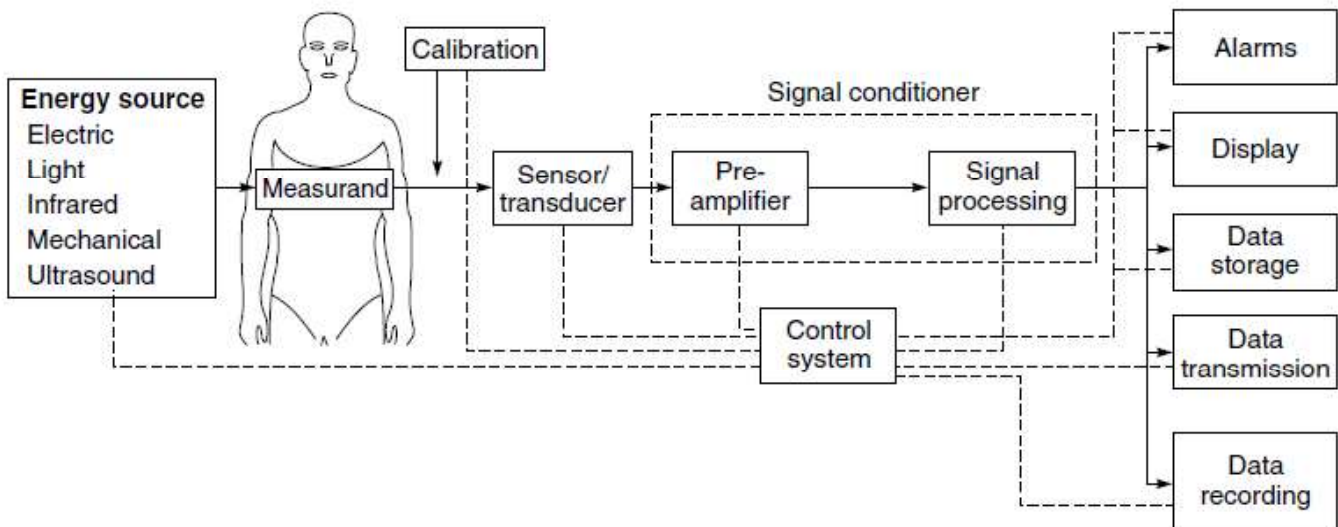 Energy source
Electric
Light
Infrared
Mechanical
Ultrasound
Measurand
Calibration
Sensor/
transducer
Signal conditioner
Pre-
amplifier
Signal
processing
Control
system
Alarms
Display
Data
storage
Data
transmission
Data
recording